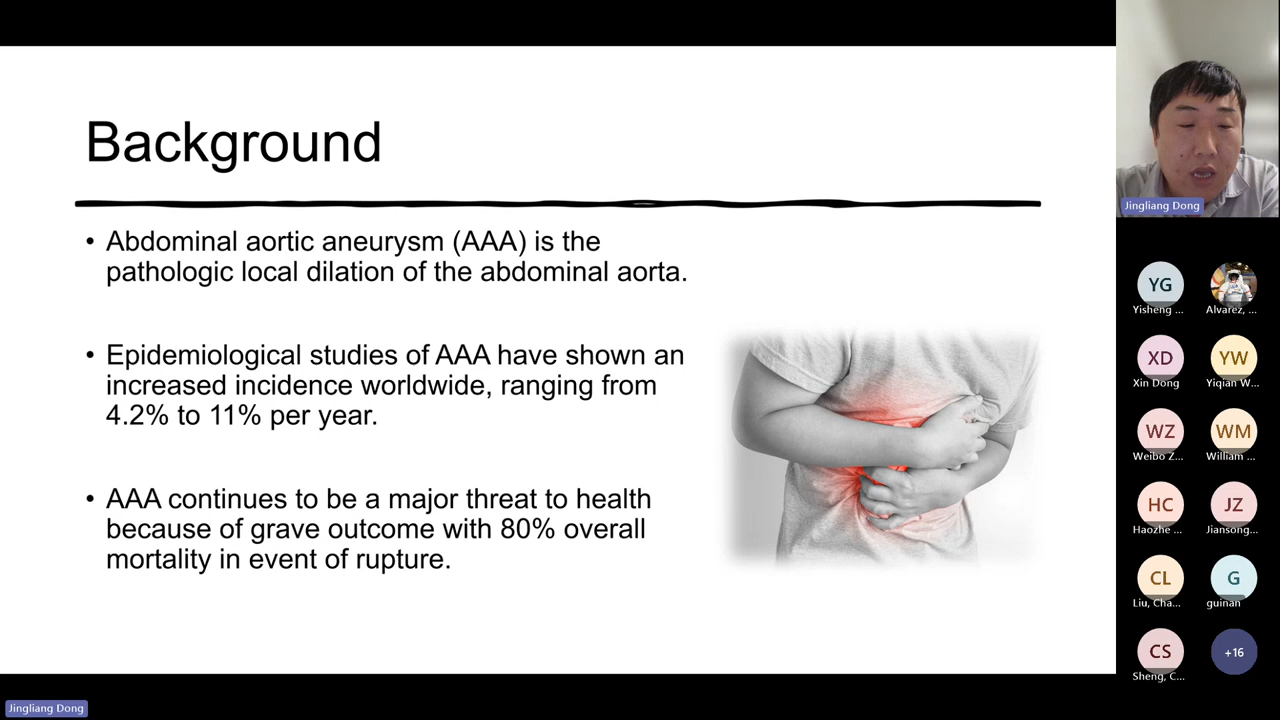 Background
• Abdominal aortic aneurysm (AAA) is the
pathologic local dilation of the abdominal aorta.
• Epidemiological studies of AAA have shown an
increased incidence worldwide, ranging from
4.2% to 11% per year.
• AAA continues to be a major threat to health
because of grave outcome with 80% overall
mortality in event of rupture.
Jingliang Dong
YG
Yisheng ...
Alvarez, ...
XD
Xin Dong
YW
Yiqian W...
WZ
Weibo Z...
WM
William ...
HC
Haozhe ...
JZ
Jiansong...
CL
Liu, Cha...
G
guinan
CS
Sheng, C...
+16
Jingliang Dong